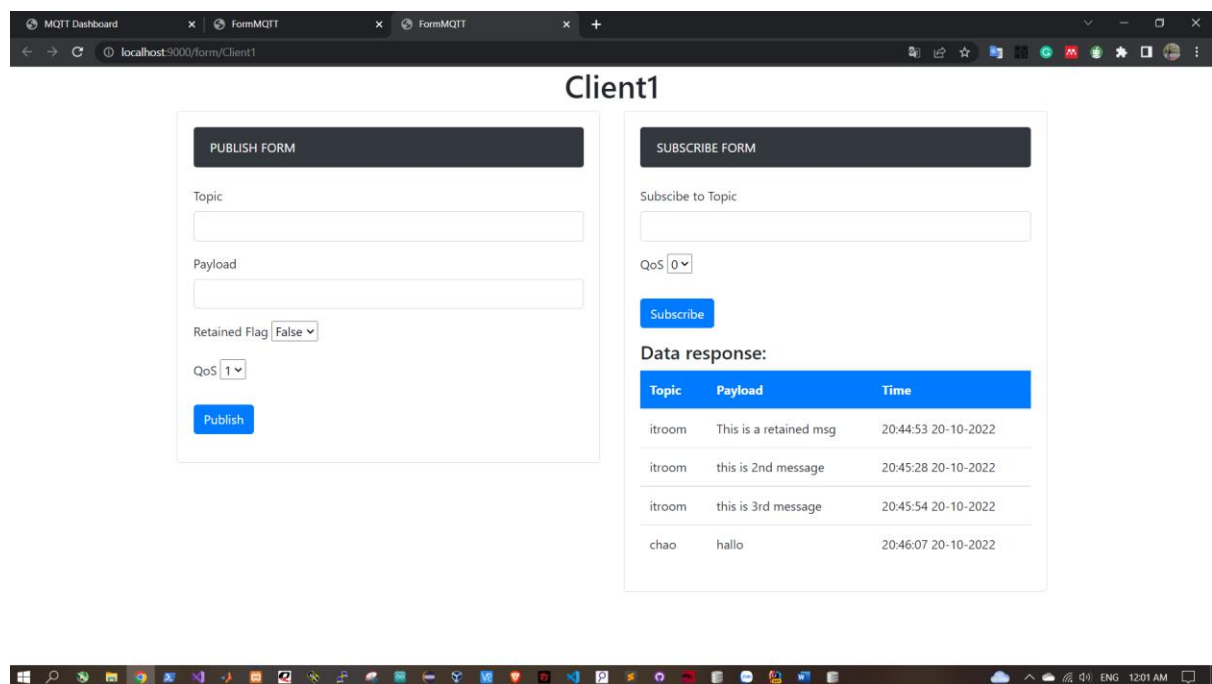 MQTT Dashboard
FormMQTT
FormMQTT
localhost:9000/form/Client1
Client1
PUBLISH FORM
Topic
Payload
Retained Flag False
QoS 1
Publish
SUBSCRIBE FORM
Subscibe to Topic
QoS 0
Subscribe
Data response:
Topic Payload Time
itroom This is a retained msg 20:44:53 20-10-2022
itroom this is 2nd message 20:45:28 20-10-2022
itroom this is 3rd message 20:45:54 20-10-2022
chao hallo 20:46:07 20-10-2022
ENG 12:01 AM